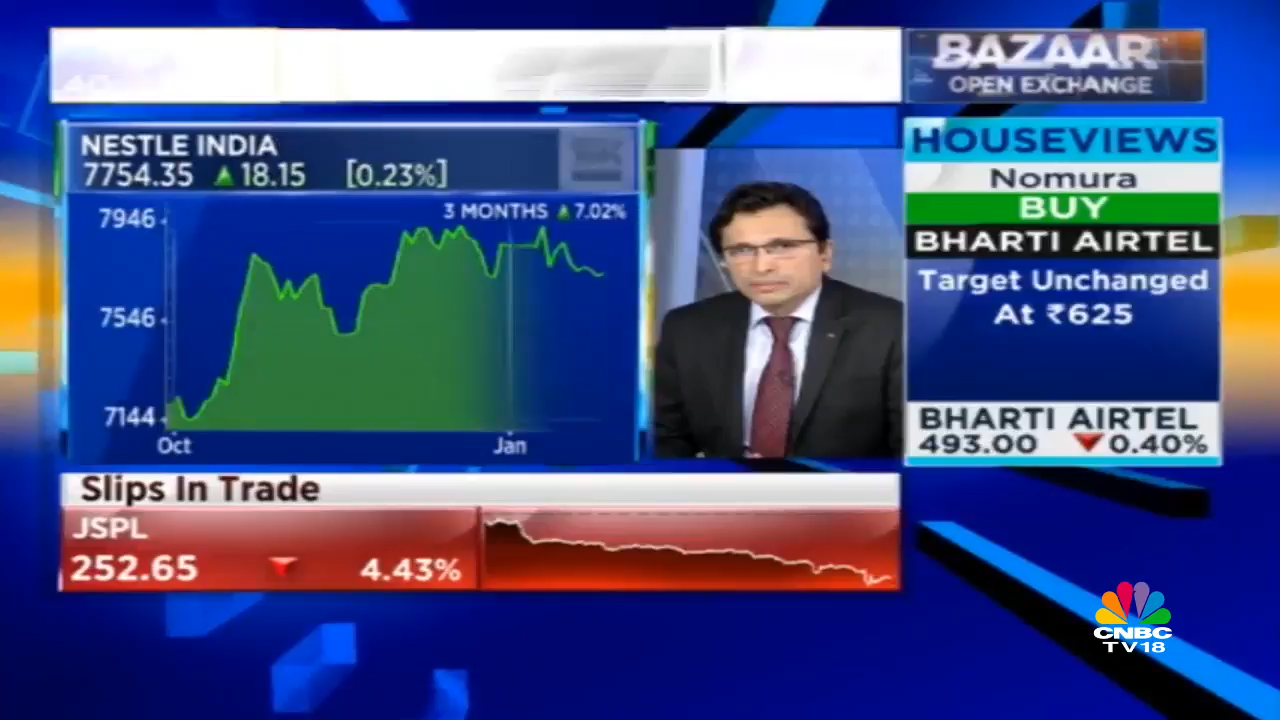 BAZAAR
OPEN EXCHANGE
NESTLE INDIA
7754.35 ▲ 18.15 [0.23%]
3 MONTHS ▲ 7.02%
7946
7546
7144
Oct Jan
HOUSEVIEWS
Nomura
BUY
BHARTI AIRTEL
Target Unchanged
At ₹625
BHARTI AIRTEL
493.00 ▼ 0.40%
Slips In Trade
JSPL
252.65 ▼ 4.43%
CNBC
TV18